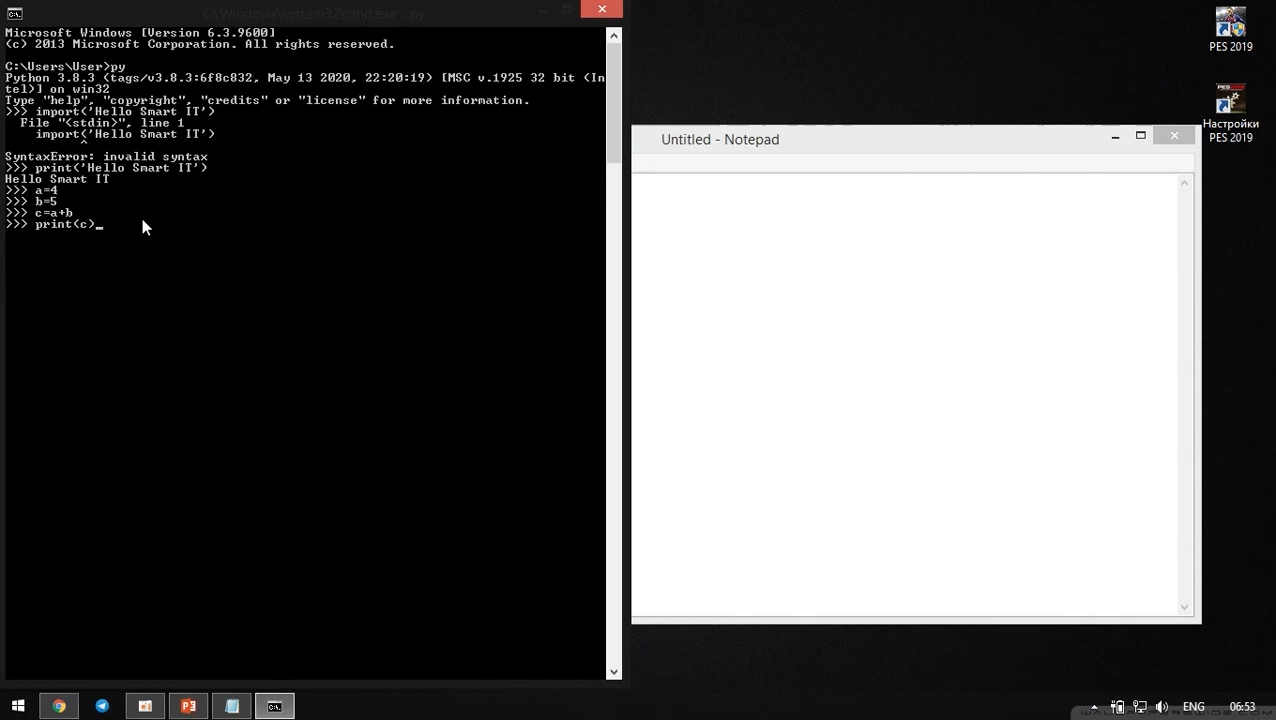 C:\Windows\system32\cmd.exe - py
Microsoft Windows [Version 6.3.9600]
(c) 2013 Microsoft Corporation. All rights reserved.
C:\Users\User>py
Python 3.8.3 (tags/v3.8.3:6f8c832, May 13 2020, 22:20:19) [MSC v.1925 32 bit (In
tel)] on win32
Type "help", "copyright", "credits" or "license" for more information.
>>> import('Hello Smart IT')
  File "<stdin>", line 1
    import('Hello Smart IT')
          ^
SyntaxError: invalid syntax
>>> print('Hello Smart IT')
Hello Smart IT
>>> a=4
>>> b=5
>>> c=a+b
>>> print(c)_
Untitled - Notepad
PES 2019
Настройки
PES 2019
ENG
06:53